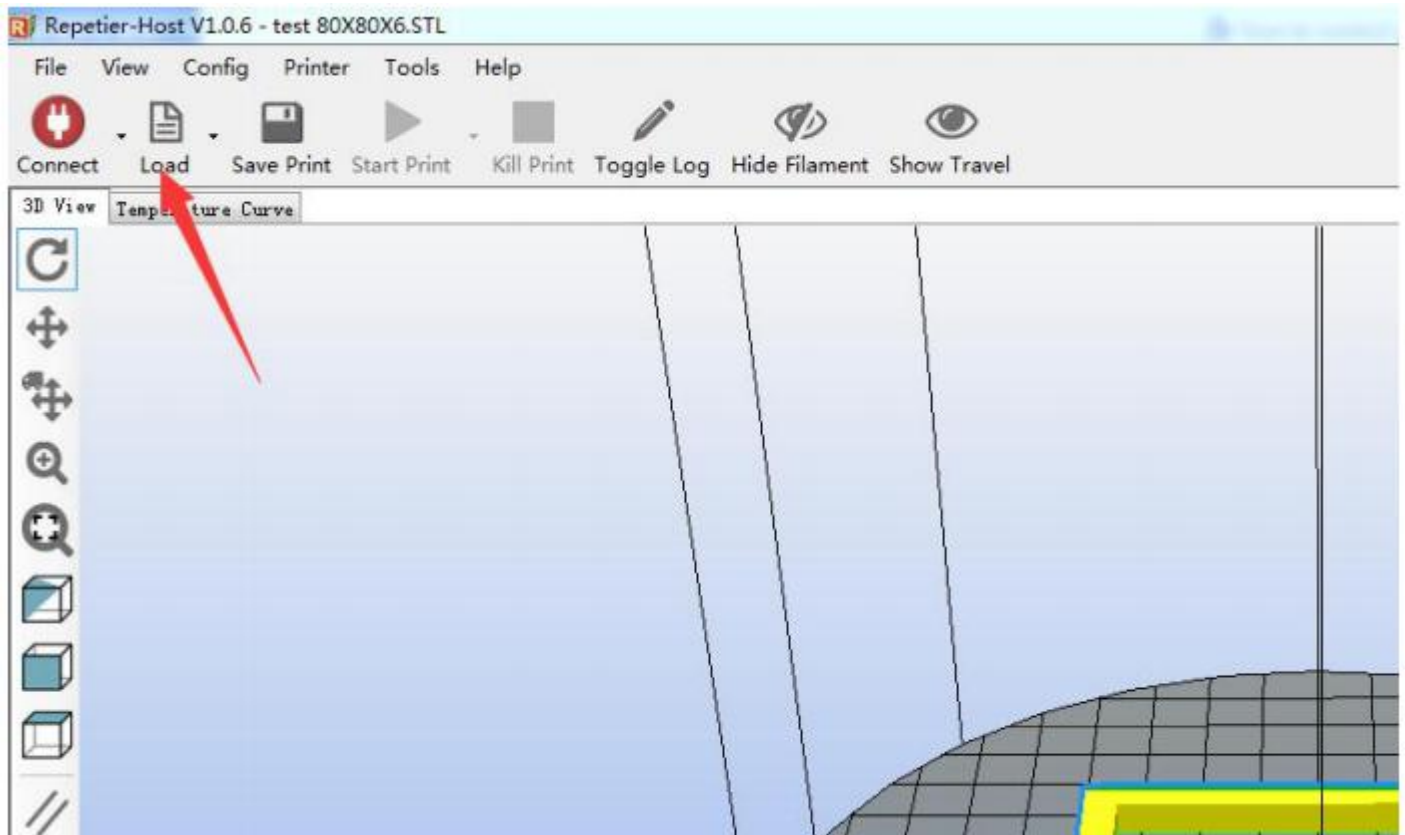 Repetier-Host V1.0.6 - test 80X80X6.STL
File View Config Printer Tools Help
Connect Load Save Print Start Print Kill Print Toggle Log Hide Filament Show Travel
3D View Temperature Curve